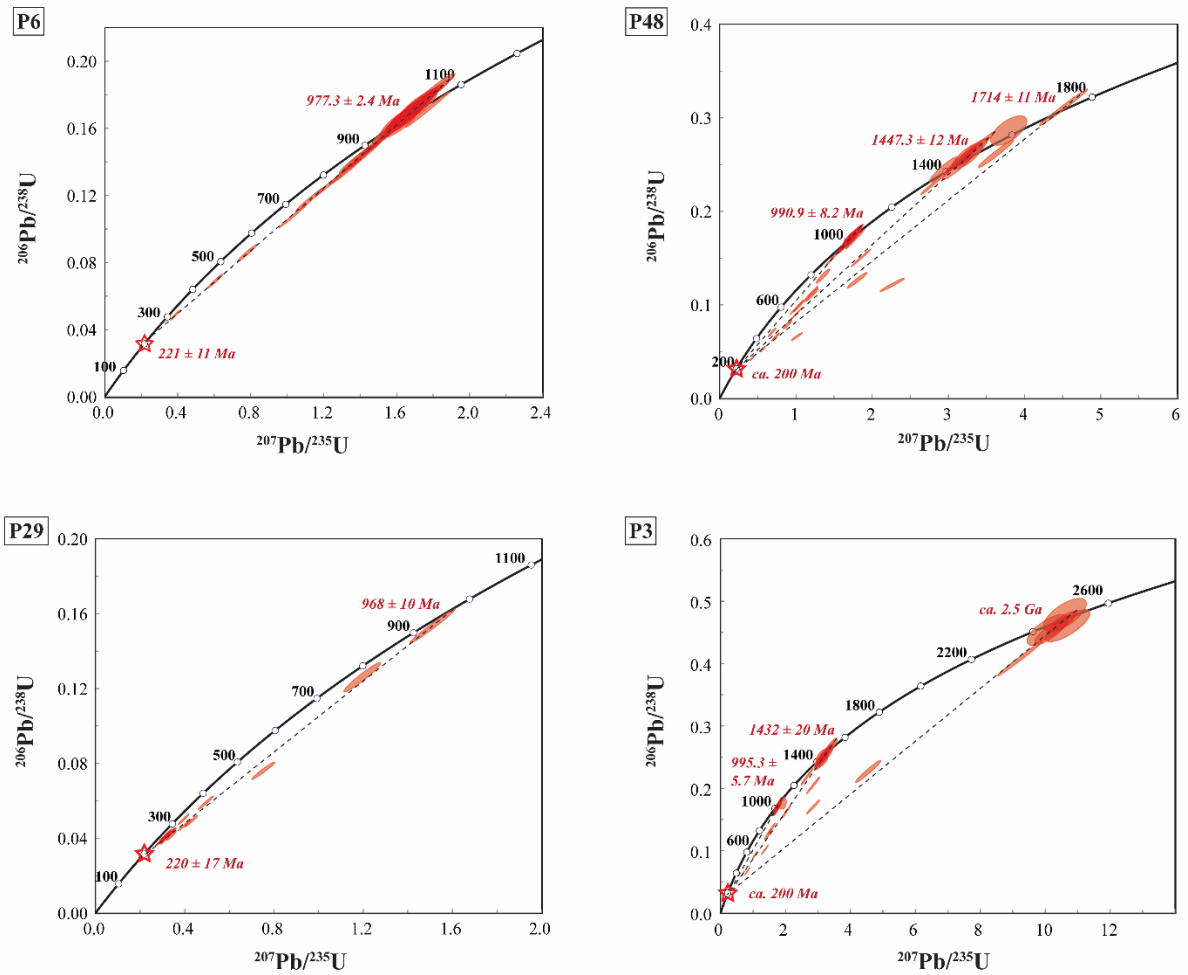 P6
0.20
0.16
0.12
0.08
0.04
0.00
206Pb/238U
1100
977.3 ± 2.4 Ma
900
700
500
300
100
221 ± 11 Ma
0.0 0.4 0.8 1.2 1.6 2.0 2.4
207Pb/235U
P48
0.4
0.3
0.2
0.1
0.0
206Pb/238U
1800
1714 ± 11 Ma
1447.3 ± 12 Ma
1400
990.9 ± 8.2 Ma
1000
600
200
ca. 200 Ma
0 1 2 3 4 5 6
207Pb/235U
P29
0.20
0.16
0.12
0.08
0.04
0.00
206Pb/238U
1100
968 ± 10 Ma
900
700
500
300
100
220 ± 17 Ma
0.0 0.4 0.8 1.2 1.6 2.0
207Pb/235U
P3
0.6
0.5
0.4
0.3
0.2
0.1
0.0
206Pb/238U
2600
ca. 2.5 Ga
2200
1800
1432 ± 20 Ma
1400
995.3 ±
5.7 Ma
1000
600
ca. 200 Ma
0 2 4 6 8 10 12
207Pb/235U